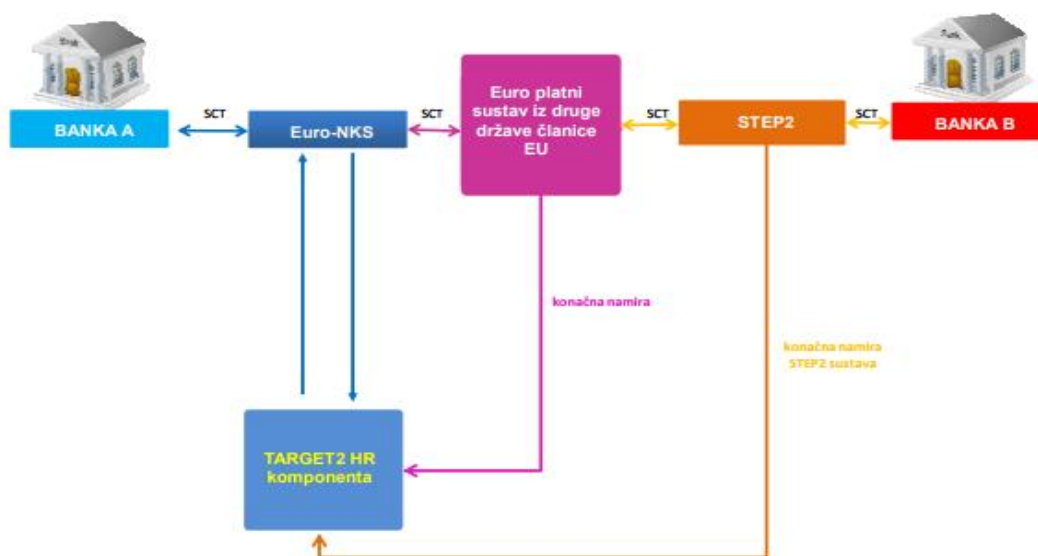 SCT
SCT
SCT
SCT
BANKA A
Euro-NKS
Euro platni
sustav iz druge
države članice
EU
STEP2
BANKA B
konačna namira
konačna namira
STEP2 sustava
TARGET2 HR
komponenta